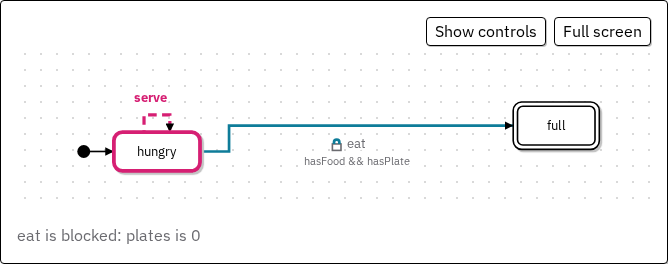 Show controls
Full screen
serve
hungry
full
eat
hasFood && hasPlate
eat is blocked: plates is 0